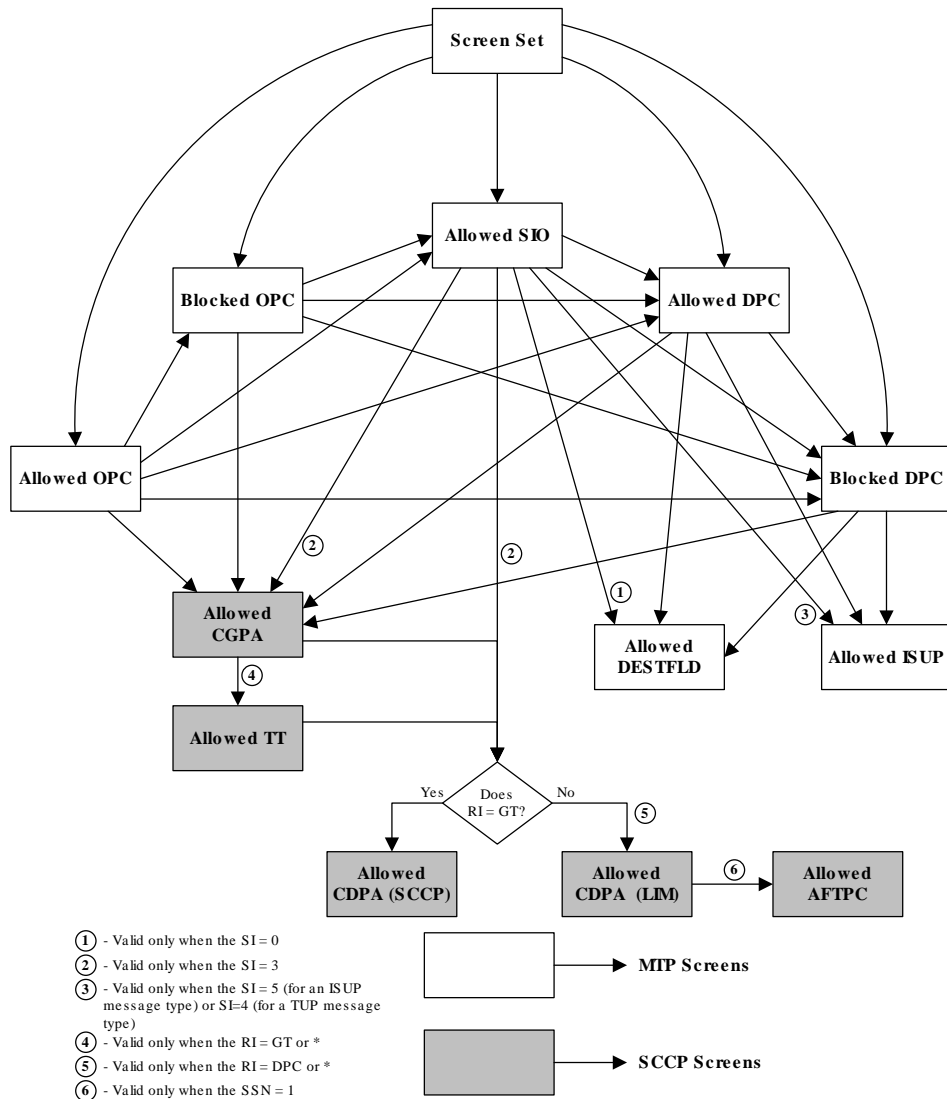 Screen Set
Allowed SIO
Blocked OPC
Allowed DPC
Allowed OPC
Blocked DPC
2
2
1
3
Allowed
CGPA
Allowed
DESTFLD
Allowed ISUP
4
Allowed TT
Yes
Does
RI = GT?
No
5
Allowed
CDPA (SCCP)
Allowed
CDPA (LIM)
6
Allowed
AFTPC
1 - Valid only when the SI = 0
2 - Valid only when the SI = 3
3 - Valid only when the SI = 5 (for an ISUP
message type) or SI=4 (for a TUP message
type)
4 - Valid only when the RI = GT or *
5 - Valid only when the RI = DPC or *
6 - Valid only when the SSN = 1
MTP Screens
SCCP Screens